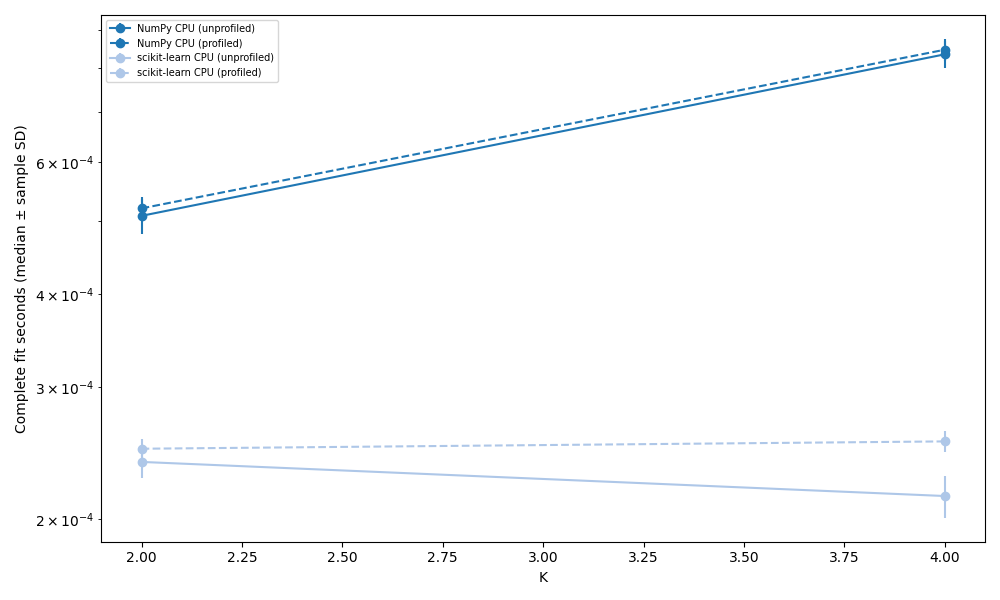 NumPy CPU (unprofiled)
NumPy CPU (profiled)
scikit-learn CPU (unprofiled)
scikit-learn CPU (profiled)
Complete fit seconds (median ± sample SD)
6 × 10⁻⁴
4 × 10⁻⁴
3 × 10⁻⁴
2 × 10⁻⁴
2.00 2.25 2.50 2.75 3.00 3.25 3.50 3.75 4.00
K